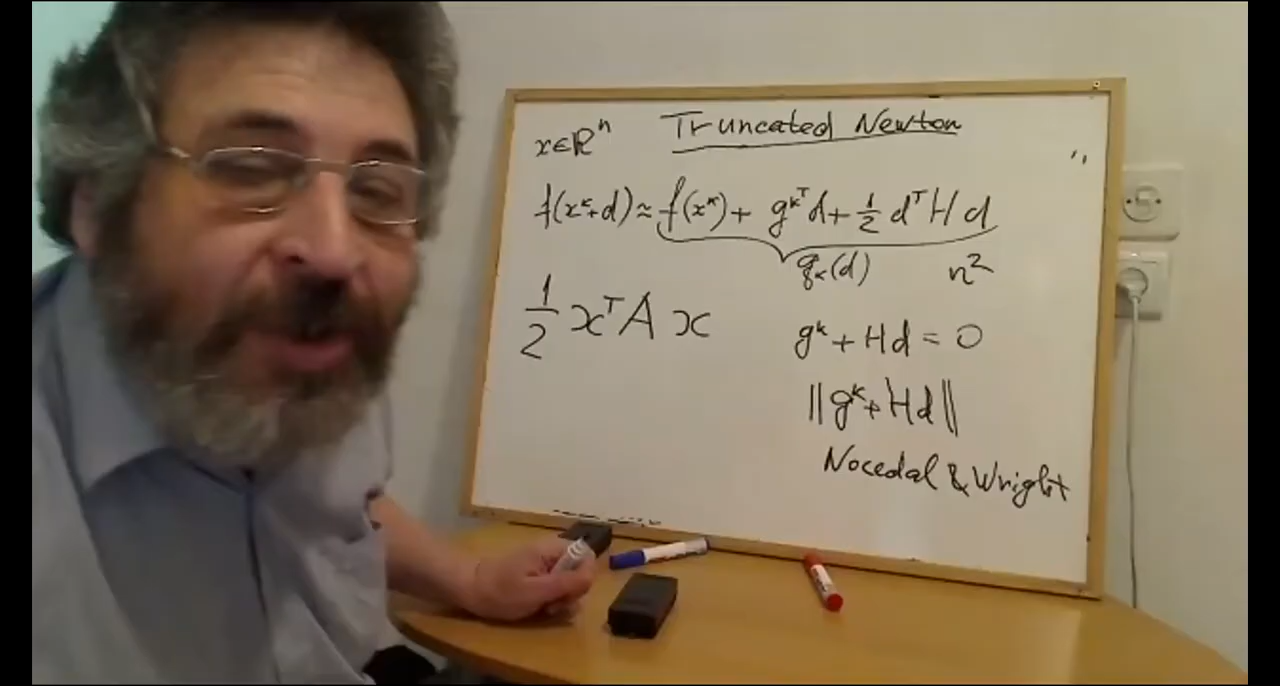 x∈ℝⁿ Truncated Newton
f(xᵏ+d) ≈ f(xᵏ) + gᵏᵀd + ½ dᵀHd
qₖ(d) n²
½ xᵀAx
gᵏ + Hd = 0
‖gᵏ + Hd‖
Nocedal & Wright